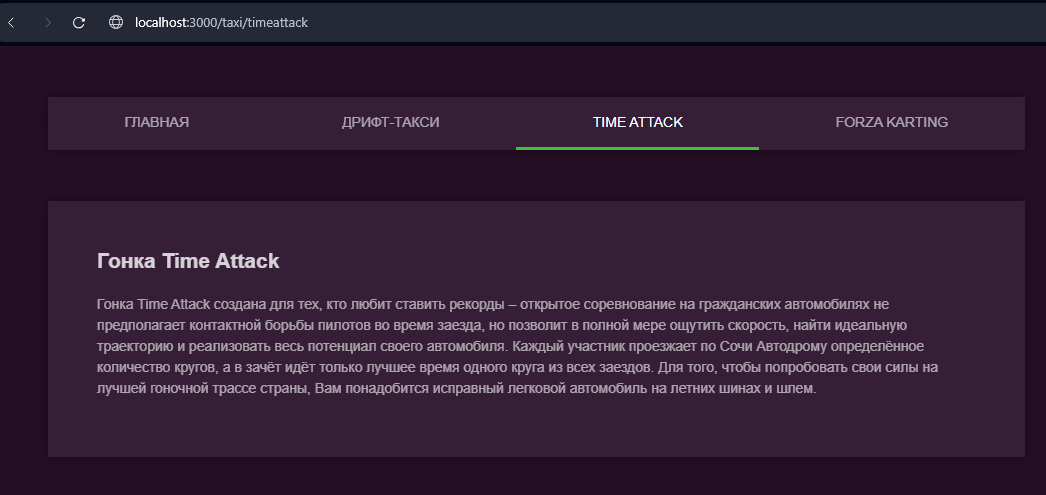 localhost:3000/taxi/timeattack
ГЛАВНАЯ ДРИФТ-ТАКСИ TIME ATTACK FORZA KARTING
Гонка Time Attack
Гонка Time Attack создана для тех, кто любит ставить рекорды – открытое соревнование на гражданских автомобилях не
предполагает контактной борьбы пилотов во время заезда, но позволит в полной мере ощутить скорость, найти идеальную
траекторию и реализовать весь потенциал своего автомобиля. Каждый участник проезжает по Сочи Автодрому определённое
количество кругов, а в зачёт идёт только лучшее время одного круга из всех заездов. Для того, чтобы попробовать свои силы на
лучшей гоночной трассе страны, Вам понадобится исправный легковой автомобиль на летних шинах и шлем.